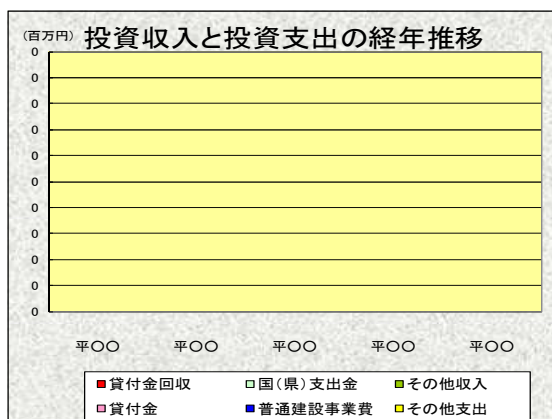 (百万円)
投資収入と投資支出の経年推移
0
0
0
0
0
0
0
0
0
0
0
平〇〇 平〇〇 平〇〇 平〇〇 平〇〇
貸付金回収 国(県)支出金 その他収入
貸付金 普通建設事業費 その他支出